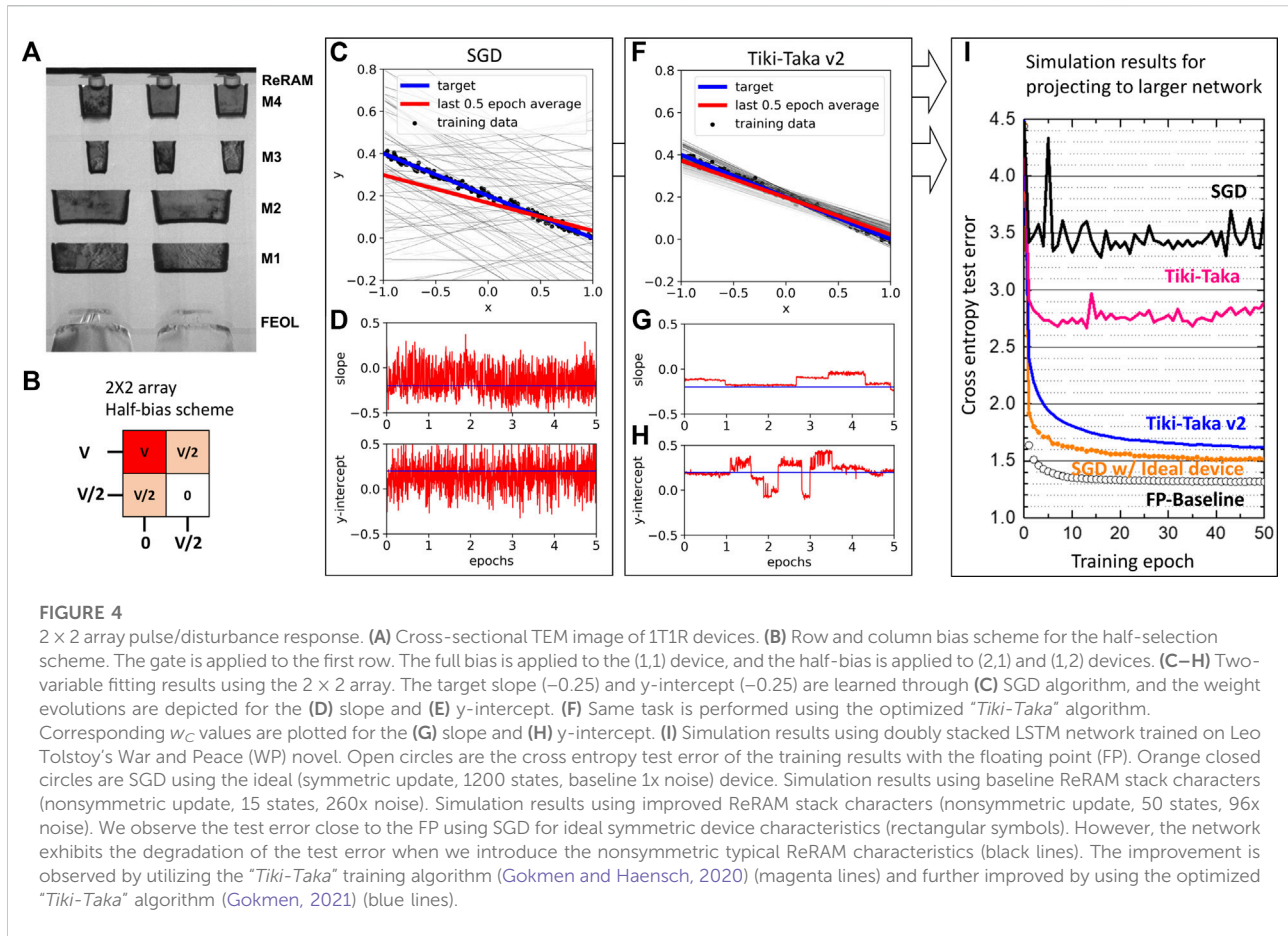 A
ReRAM
M4
M3
M2
M1
FEOL
B
2X2 array
Half-bias scheme
V
V/2
V
V/2
V/2
0
0
V/2
C
SGD
target
last 0.5 epoch average
training data
y
0.8
0.6
0.4
0.2
0.0
−0.2
−1.0
−0.5
0.0
0.5
1.0
x
D
slope
0.5
0.0
−0.5
0
1
2
3
4
5
y-intercept
0.5
0.0
−0.5
0
1
2
3
4
5
epochs
F
Tiki-Taka v2
target
last 0.5 epoch average
training data
0.8
0.6
0.4
0.2
0.0
−0.2
−1.0
−0.5
0.0
0.5
1.0
x
G
slope
0.5
0.0
−0.5
0
1
2
3
4
5
H
y-intercept
0.5
0.0
−0.5
0
1
2
3
4
5
epochs
I
Simulation results for
projecting to larger network
Cross entropy test error
4.5
4.0
3.5
3.0
2.5
2.0
1.5
1.0
SGD
Tiki-Taka
Tiki-Taka v2
SGD w/ Ideal device
FP-Baseline
0
10
20
30
40
50
Training epoch
FIGURE 4
2 × 2 array pulse/disturbance response. (A) Cross-sectional TEM image of 1T1R devices. (B) Row and column bias scheme for the half-selection
scheme. The gate is applied to the first row. The full bias is applied to the (1,1) device, and the half-bias is applied to (2,1) and (1,2) devices. (C–H) Two-
variable fitting results using the 2 × 2 array. The target slope (−0.25) and y-intercept (−0.25) are learned through (C) SGD algorithm, and the weight
evolutions are depicted for the (D) slope and (E) y-intercept. (F) Same task is performed using the optimized "Tiki-Taka" algorithm.
Corresponding wC values are plotted for the (G) slope and (H) y-intercept. (I) Simulation results using doubly stacked LSTM network trained on Leo
Tolstoy's War and Peace (WP) novel. Open circles are the cross entropy test error of the training results with the floating point (FP). Orange closed
circles are SGD using the ideal (symmetric update, 1200 states, baseline 1x noise) device. Simulation results using baseline ReRAM stack characters
(nonsymmetric update, 15 states, 260x noise). Simulation results using improved ReRAM stack characters (nonsymmetric update, 50 states, 96x
noise). We observe the test error close to the FP using SGD for ideal symmetric device characteristics (rectangular symbols). However, the network
exhibits the degradation of the test error when we introduce the nonsymmetric typical ReRAM characteristics (black lines). The improvement is
observed by utilizing the "Tiki-Taka" training algorithm (Gokmen and Haensch, 2020) (magenta lines) and further improved by using the optimized
"Tiki-Taka" algorithm (Gokmen, 2021) (blue lines).